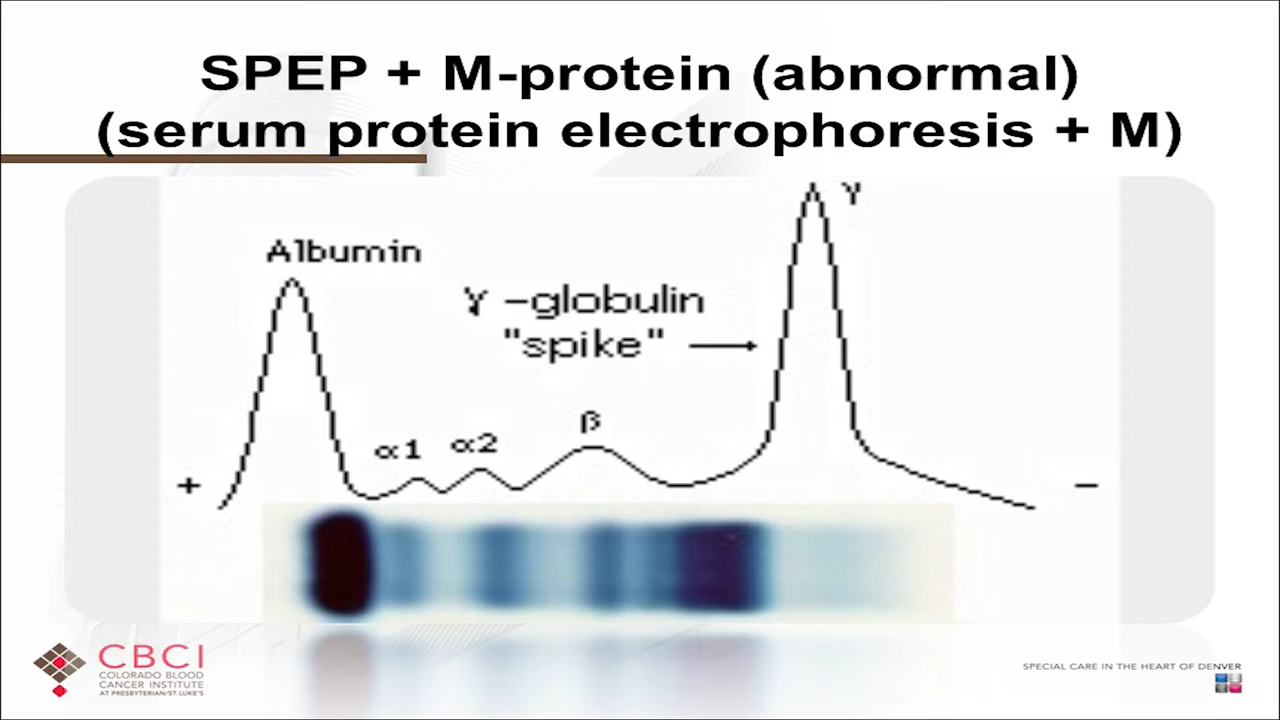 SPEP + M-protein (abnormal)
(serum protein electrophoresis + M)
γ
Albumin
γ -globulin
"spike"
β
α1 α2
+ -
CBCI
COLORADO BLOOD
CANCER INSTITUTE
AT PRESBYTERIAN/ST. LUKE'S
SPECIAL CARE IN THE HEART OF DENVER